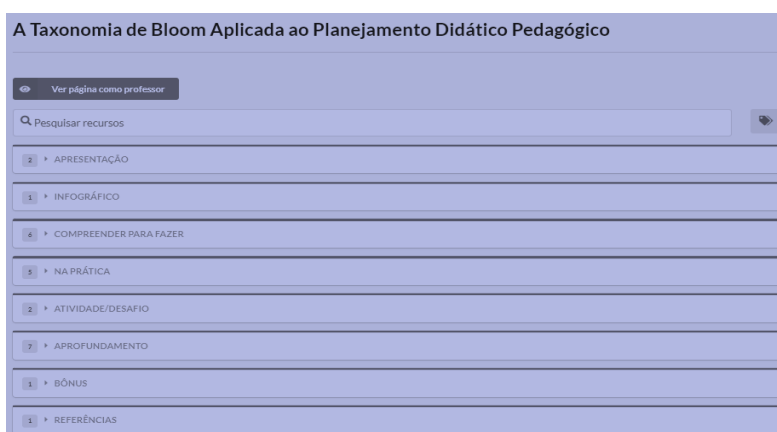 A Taxonomia de Bloom Aplicada ao Planejamento Didático Pedagógico
Ver página como professor
Pesquisar recursos
2 APRESENTAÇÃO
1 INFOGRÁFICO
6 COMPREENDER PARA FAZER
5 NA PRÁTICA
2 ATIVIDADE/DESAFIO
7 APROFUNDAMENTO
1 BÔNUS
1 REFERÊNCIAS